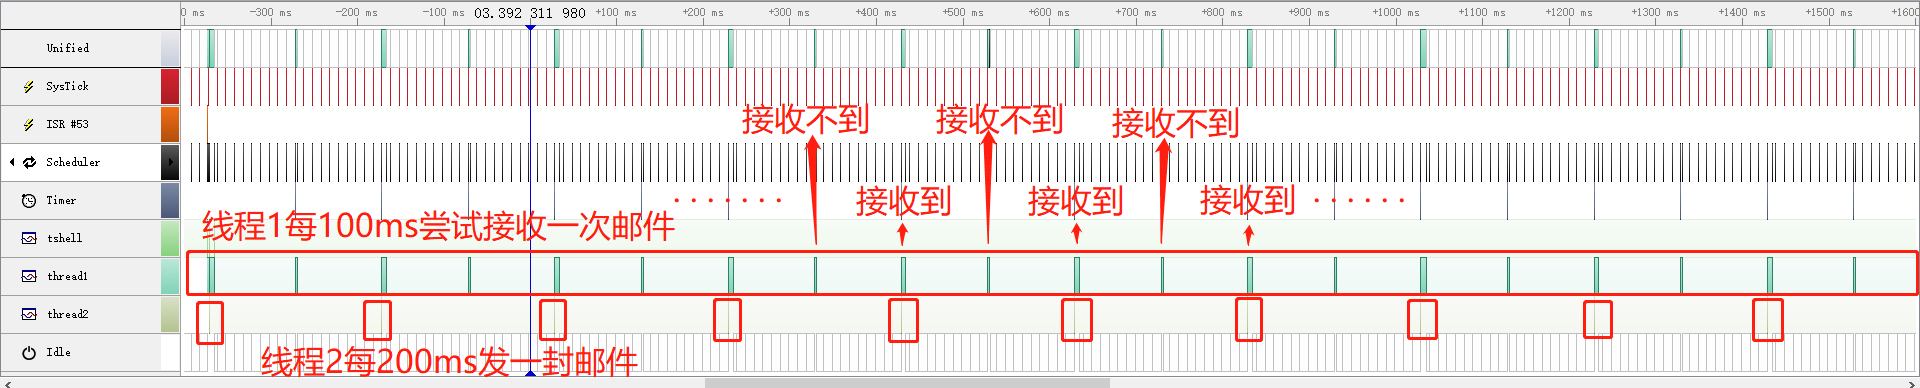 0 ms -300 ms -200 ms -100 ms 03.392 311 980 +100 ms +200 ms +300 ms +400 ms +500 ms +600 ms +700 ms +800 ms +900 ms +1000 ms +1100 ms +1200 ms +1300 ms +1400 ms +1500 ms +1600
Unified
SysTick
ISR #53
接收不到 接收不到 接收不到
Scheduler
Timer
······· 接收到 接收到 接收到 ······
线程1每100ms尝试接收一次邮件
tshell
thread1
thread2
Idle
线程2每200ms发一封邮件